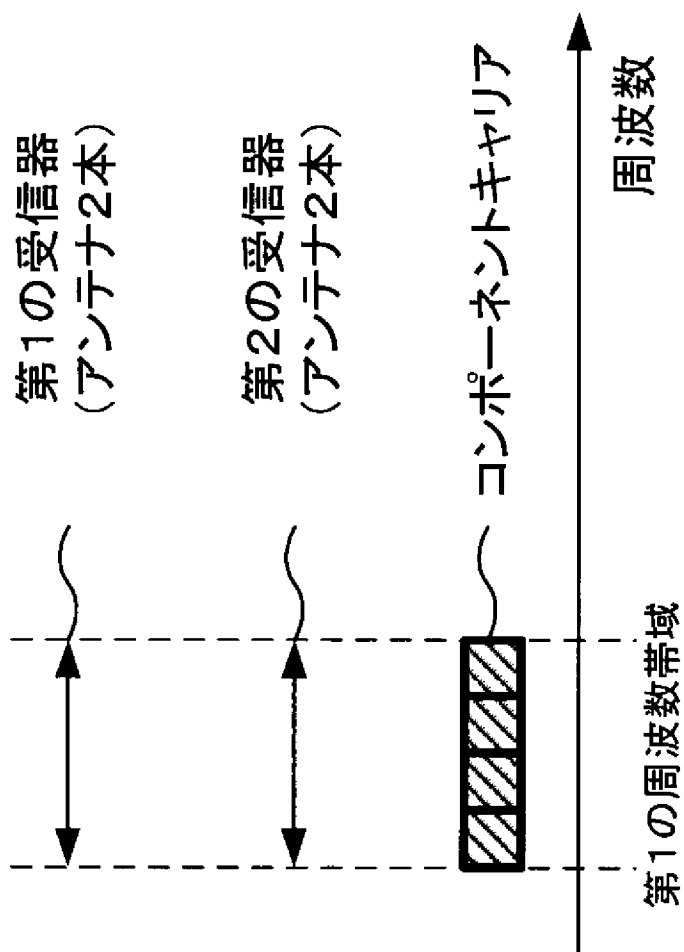 第1の受信器
(アンテナ2本)
第2の受信器
(アンテナ2本)
コンポーネントキャリア
周波数
第1の周波数帯域